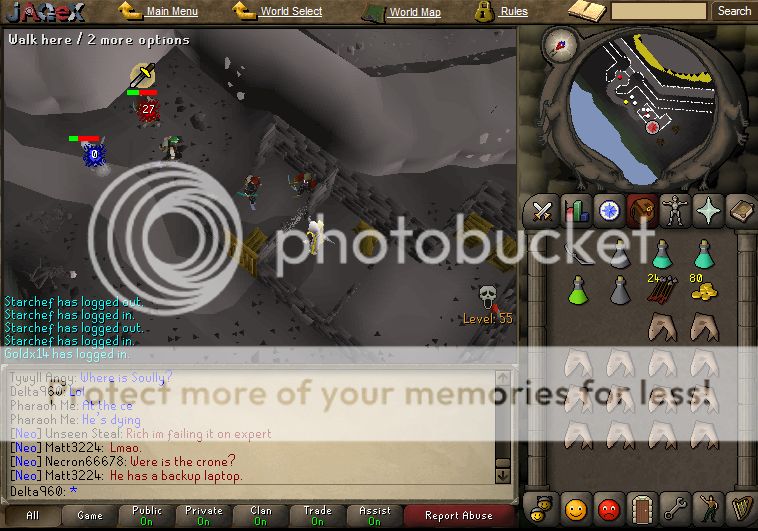 JAGeX
Main Menu
World Select
World Map
Rules
Search
Walk here / 2 more options
27
0
photobucket
Level: 55
24
80
Starchef has logged out.
Starchef has logged in.
Starchef has logged out.
Starchef has logged in.
Goldx14 has logged in.
Protect more of your memories for less!
Tywyll Angy: Where is Soully?
Delta960: Lol
Pharaoh Me: At the ce
Pharaoh Me: He's dying
[Neo] Unseen Steal: Rich im failing it on expert
[Neo] Matt3224: Lmao.
[Neo] Necron66678: Were is the crone?
[Neo] Matt3224: He has a backup laptop.
Delta960: *
All
Game
Public
On
Private
On
Clan
On
Trade
On
Assist
On
Report Abuse